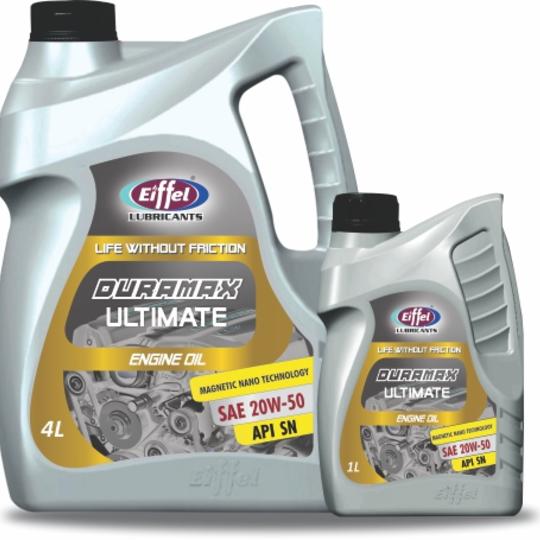 Eiffel
LUBRICANTS
LIFE WITHOUT FRICTION
DURAMAX
ULTIMATE
ENGINE OIL
MAGNETIC NANO TECHNOLOGY
SAE 20W-50
API SN
4L
Eiffel
Eiffel
LUBRICANTS
LIFE WITHOUT FRICTION
DURAMAX
ULTIMATE
ENGINE OIL
MAGNETIC NANO TECHNOLOGY
SAE 20W-50
API SN
1L
Eiffel